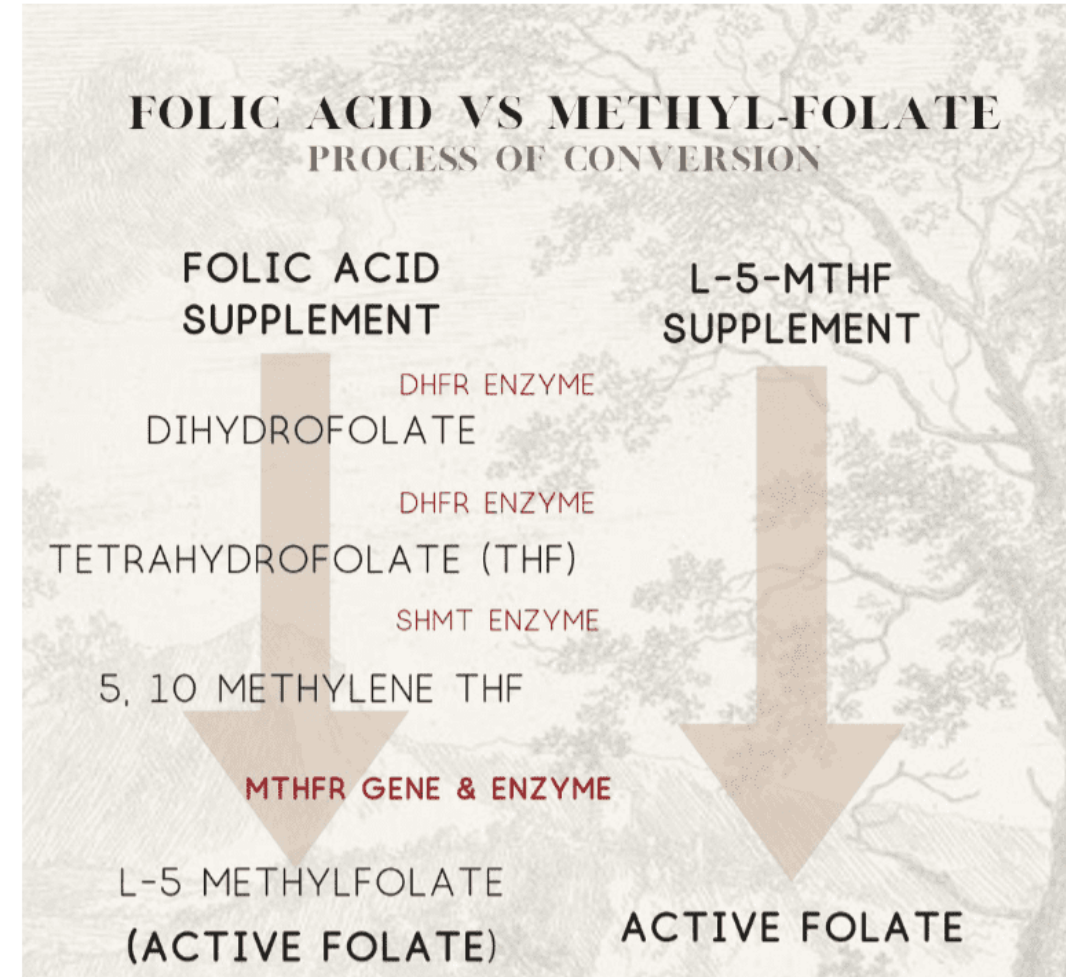 FOLIC ACID VS METHYL-FOLATE
PROCESS OF CONVERSION
FOLIC ACID
SUPPLEMENT
DHFR ENZYME
DIHYDROFOLATE
DHFR ENZYME
TETRAHYDROFOLATE (THF)
SHMT ENZYME
5, 10 METHYLENE THF
MTHFR GENE & ENZYME
L-5 METHYLFOLATE
(ACTIVE FOLATE)
L-5-MTHF
SUPPLEMENT
ACTIVE FOLATE